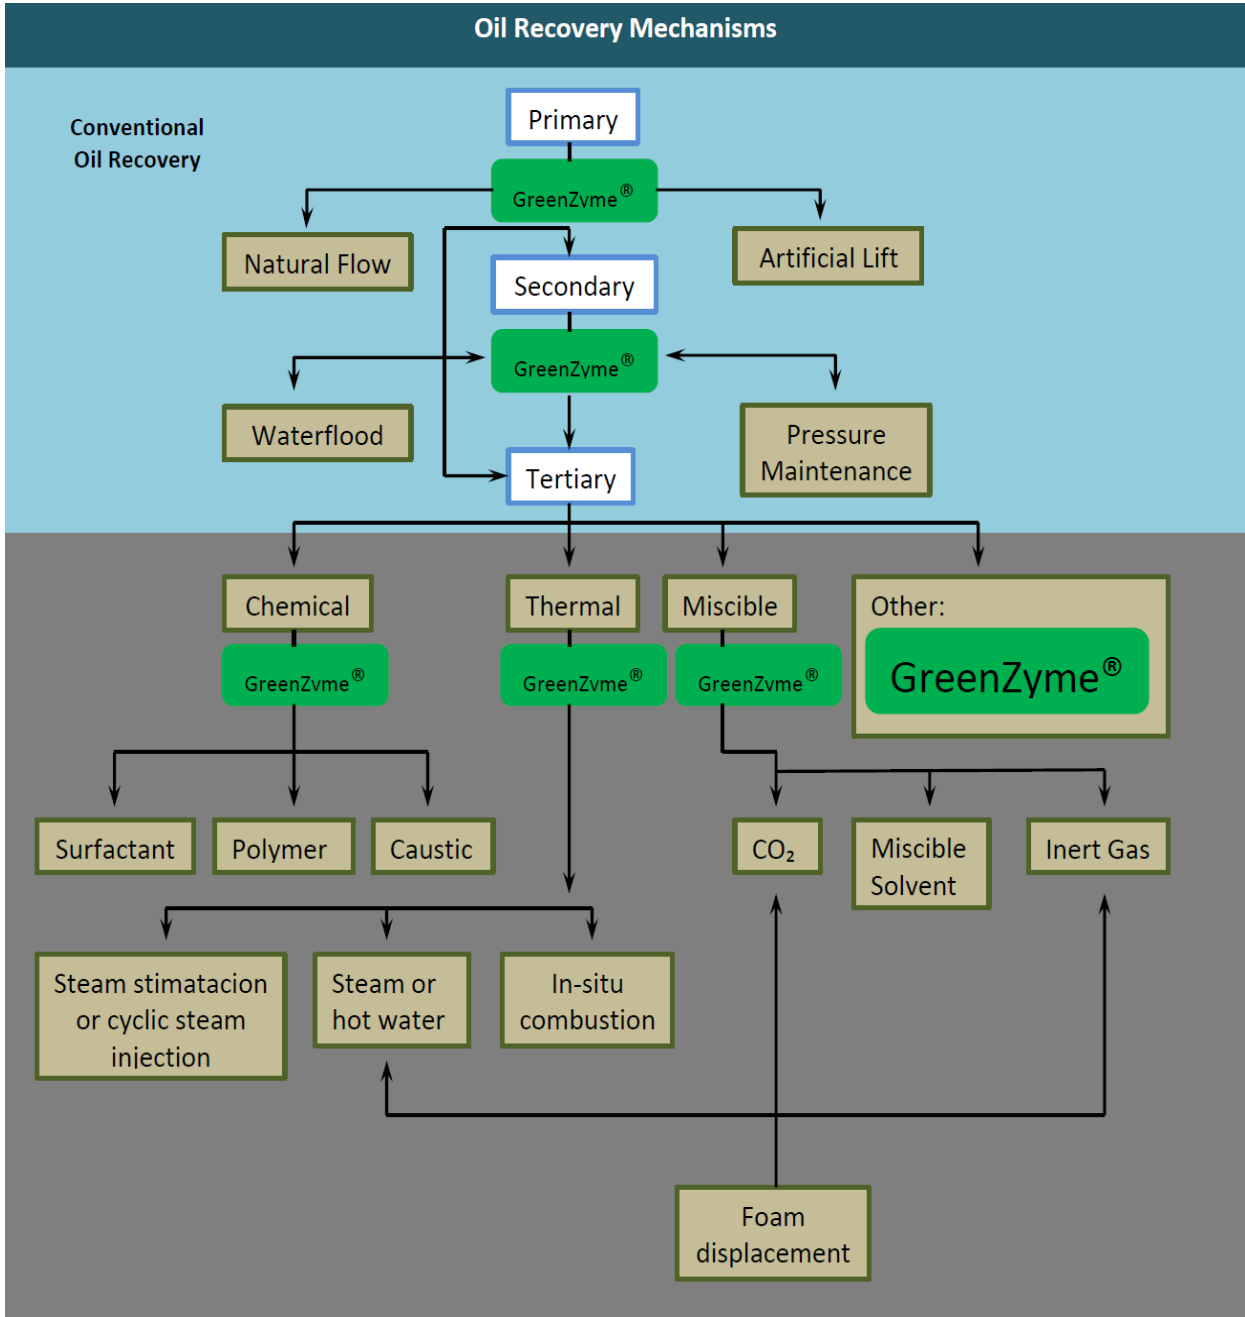 Oil Recovery Mechanisms
Conventional
Oil Recovery
Primary
GreenZyme®
Natural Flow
Artificial Lift
Secondary
GreenZyme®
Waterflood
Pressure
Maintenance
Tertiary
Chemical
Thermal
Miscible
Other:
GreenZyme®
GreenZyme®
GreenZyme®
GreenZyme®
Surfactant
Polymer
Caustic
CO₂
Miscible
Solvent
Inert Gas
Steam stimatacion
or cyclic steam
injection
Steam or
hot water
In-situ
combustion
Foam
displacement